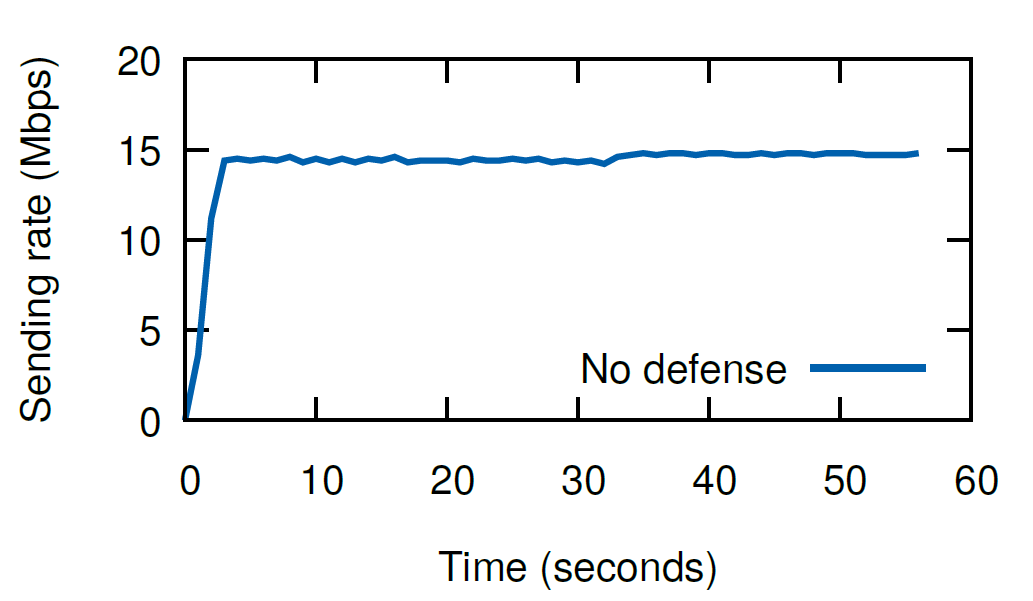 Sending rate (Mbps)
20
15
10
5
0
No defense
0 10 20 30 40 50 60
Time (seconds)